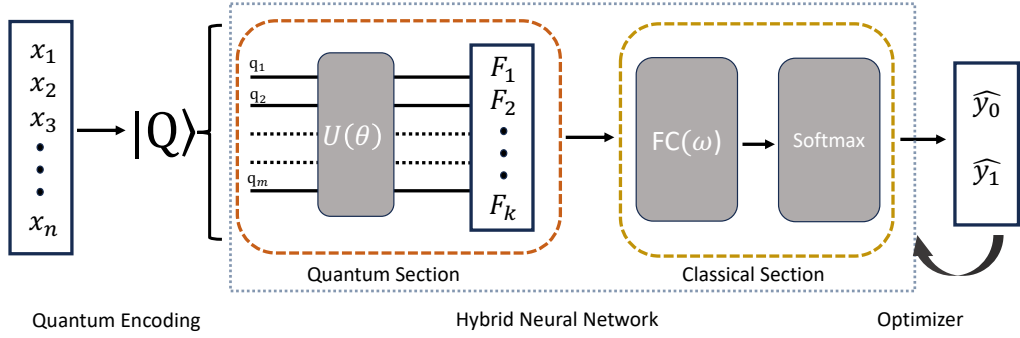 x₁
x₂
x₃
xₙ
|Q⟩
q₁
q₂
qₘ
U(θ)
F₁
F₂
Fₖ
FC(ω)
Softmax
ŷ₀
ŷ₁
Quantum Section
Classical Section
Quantum Encoding
Hybrid Neural Network
Optimizer